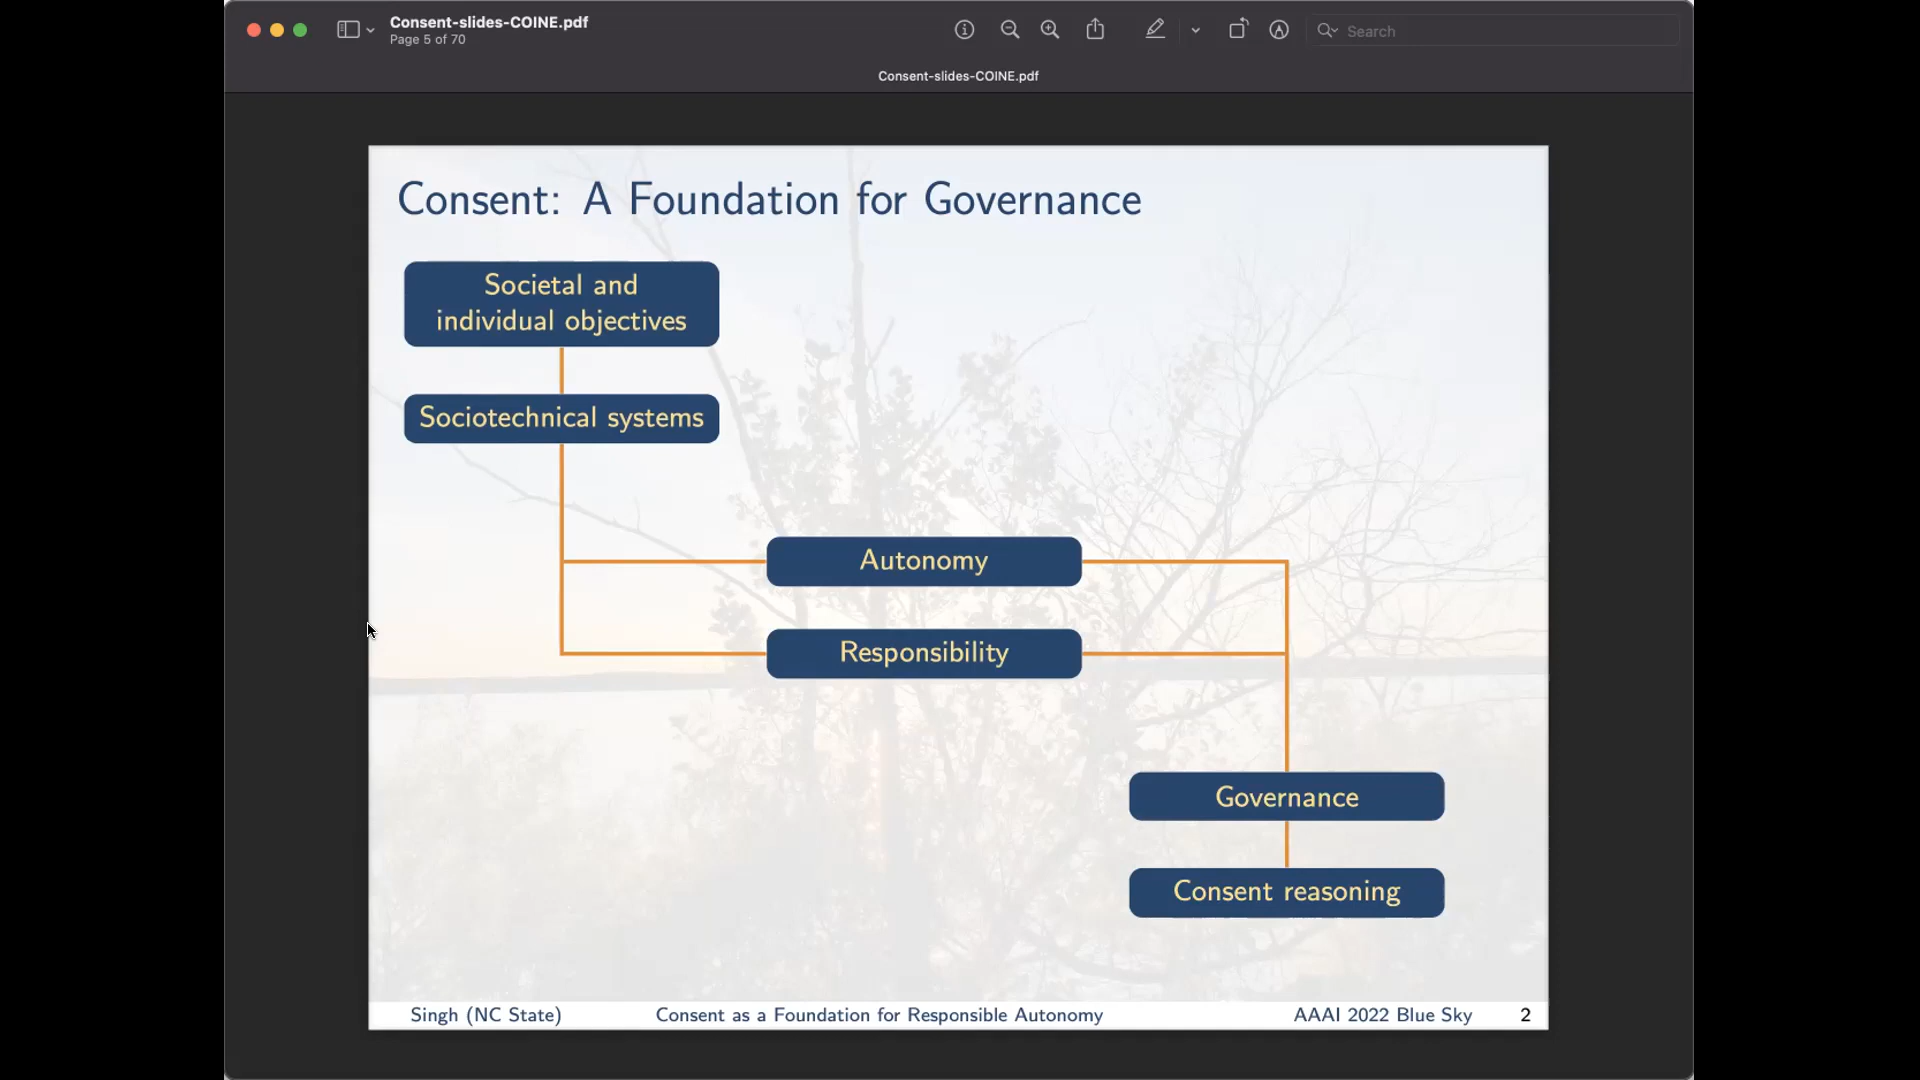 Consent-slides-COINE.pdf
Page 5 of 70
Search
Consent-slides-COINE.pdf
Consent: A Foundation for Governance
Societal and
individual objectives
Sociotechnical systems
Autonomy
Responsibility
Governance
Consent reasoning
Singh (NC State)
Consent as a Foundation for Responsible Autonomy
AAAI 2022 Blue Sky
2